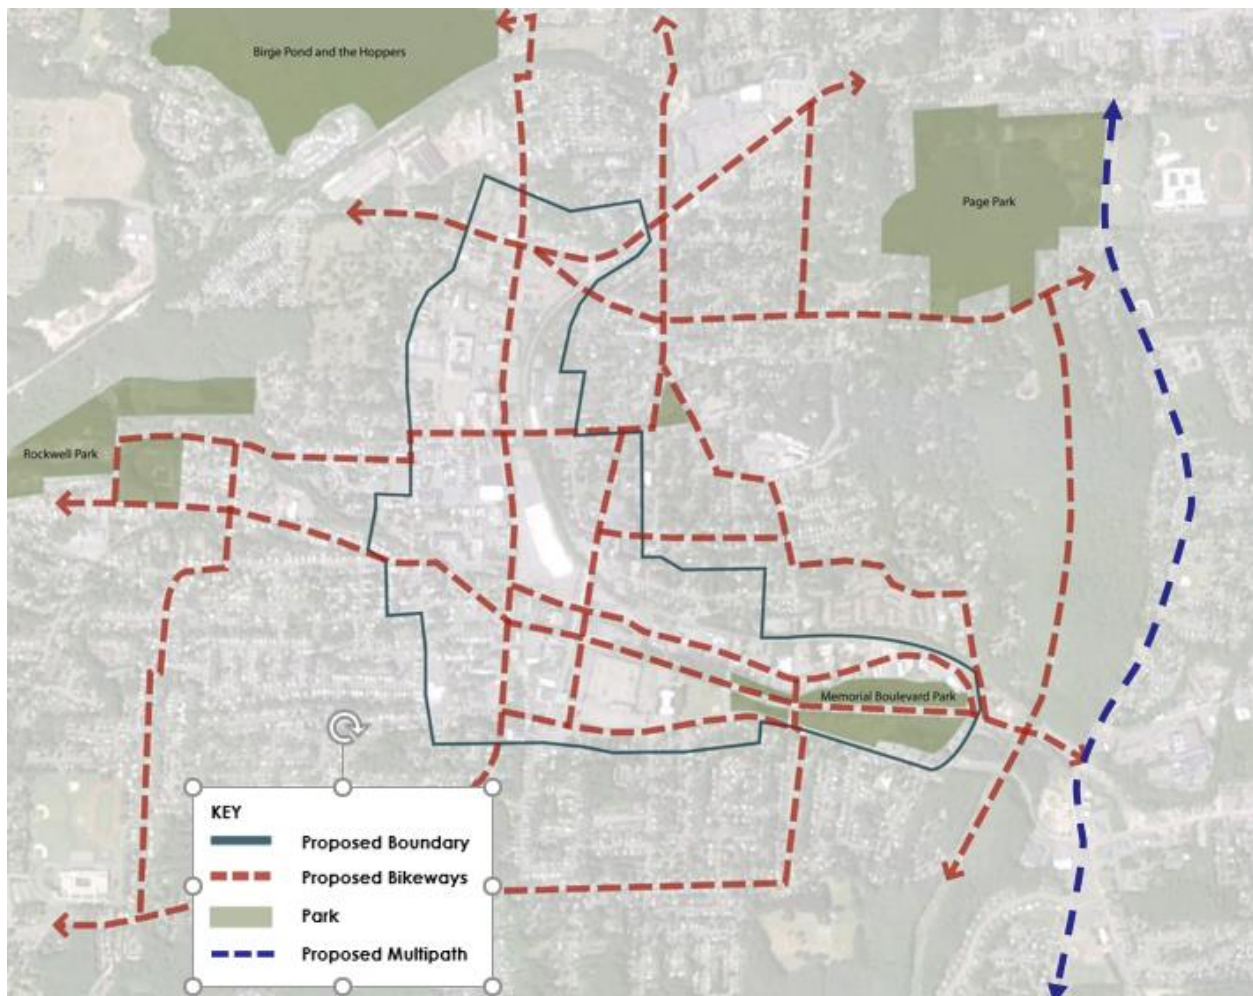 Birge Pond and the Hoppers
Page Park
Rockwell Park
Memorial Boulevard Park
KEY
Proposed Boundary
Proposed Bikeways
Park
Proposed Multipath